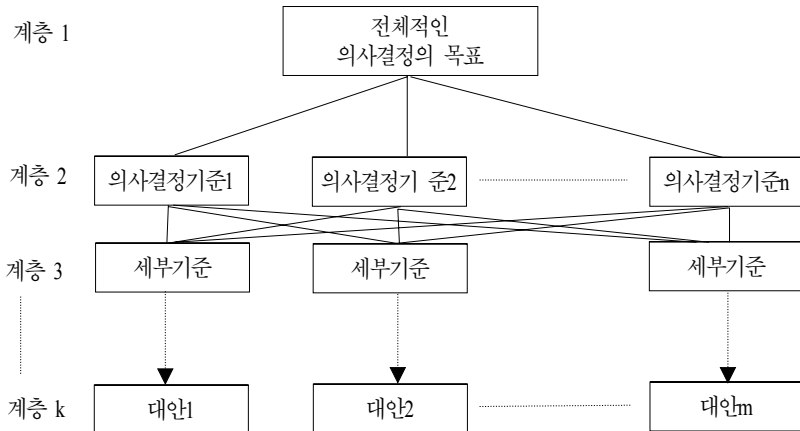 계층 1
전체적인
의사결정의 목표
계층 2
의사결정기준1
의사결정기 준2
의사결정기준n
계층 3
세부기준
세부기준
세부기준
계층 k
대안1
대안2
대안m